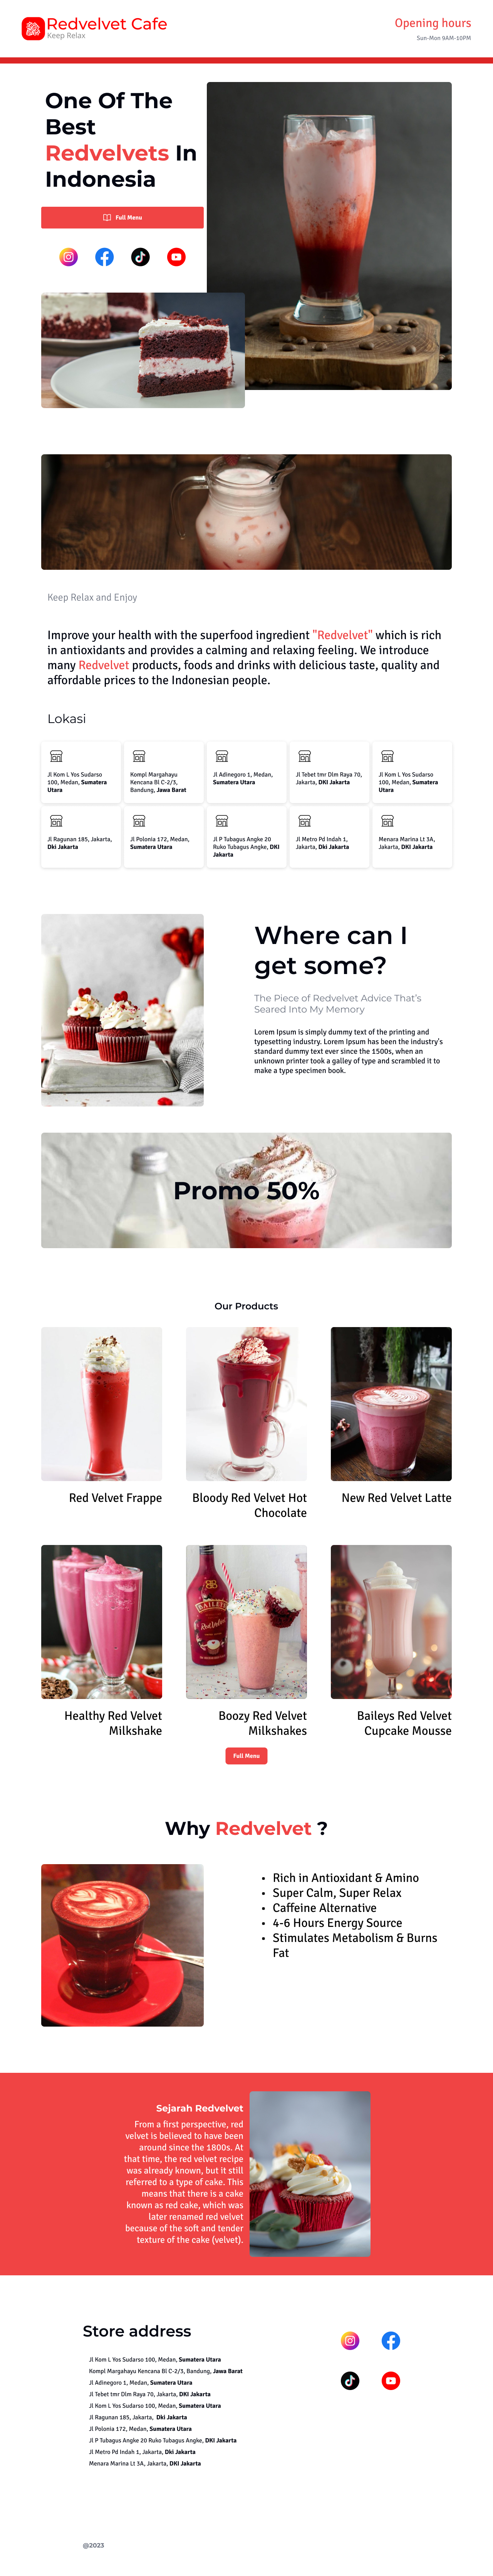 Redvelvet Cafe
Keep Relax
Opening hours
Sun-Mon 9AM-10PM
One Of The
Best
Redvelvets In
Indonesia
Full Menu
Keep Relax and Enjoy
Improve your health with the superfood ingredient "Redvelvet" which is rich
in antioxidants and provides a calming and relaxing feeling. We introduce
many Redvelvet products, foods and drinks with delicious taste, quality and
affordable prices to the Indonesian people.
Lokasi
Jl Kom L Yos Sudarso
100, Medan, Sumatera
Utara
Kompl Margahayu
Kencana Bl C-2/3,
Bandung, Jawa Barat
Jl Adinegoro 1, Medan,
Sumatera Utara
Jl Tebet tmr Dlm Raya 70,
Jakarta, DKI Jakarta
Jl Kom L Yos Sudarso
100, Medan, Sumatera
Utara
Jl Ragunan 185, Jakarta,
Dki Jakarta
Jl Polonia 172, Medan,
Sumatera Utara
Jl P Tubagus Angke 20
Ruko Tubagus Angke, DKI
Jakarta
Jl Metro Pd Indah 1,
Jakarta, Dki Jakarta
Menara Marina Lt 3A,
Jakarta, DKI Jakarta
Where can I
get some?
The Piece of Redvelvet Advice That's
Seared Into My Memory
Lorem Ipsum is simply dummy text of the printing and
typesetting industry. Lorem Ipsum has been the industry's
standard dummy text ever since the 1500s, when an
unknown printer took a galley of type and scrambled it to
make a type specimen book.
Promo 50%
Our Products
Red Velvet Frappe
Bloody Red Velvet Hot
Chocolate
New Red Velvet Latte
BAILEYS
Healthy Red Velvet
Milkshake
Boozy Red Velvet
Milkshakes
Baileys Red Velvet
Cupcake Mousse
Full Menu
Why Redvelvet ?
• Rich in Antioxidant & Amino
• Super Calm, Super Relax
• Caffeine Alternative
• 4-6 Hours Energy Source
• Stimulates Metabolism & Burns
Fat
Sejarah Redvelvet
From a first perspective, red
velvet is believed to have been
around since the 1800s. At
that time, the red velvet recipe
was already known, but it still
referred to a type of cake. This
means that there is a cake
known as red cake, which was
later renamed red velvet
because of the soft and tender
texture of the cake (velvet).
Store address
Jl Kom L Yos Sudarso 100, Medan, Sumatera Utara
Kompl Margahayu Kencana Bl C-2/3, Bandung, Jawa Barat
Jl Adinegoro 1, Medan, Sumatera Utara
Jl Tebet tmr Dlm Raya 70, Jakarta, DKI Jakarta
Jl Kom L Yos Sudarso 100, Medan, Sumatera Utara
Jl Ragunan 185, Jakarta, Dki Jakarta
Jl Polonia 172, Medan, Sumatera Utara
Jl P Tubagus Angke 20 Ruko Tubagus Angke, DKI Jakarta
Jl Metro Pd Indah 1, Jakarta, Dki Jakarta
Menara Marina Lt 3A, Jakarta, DKI Jakarta
@2023